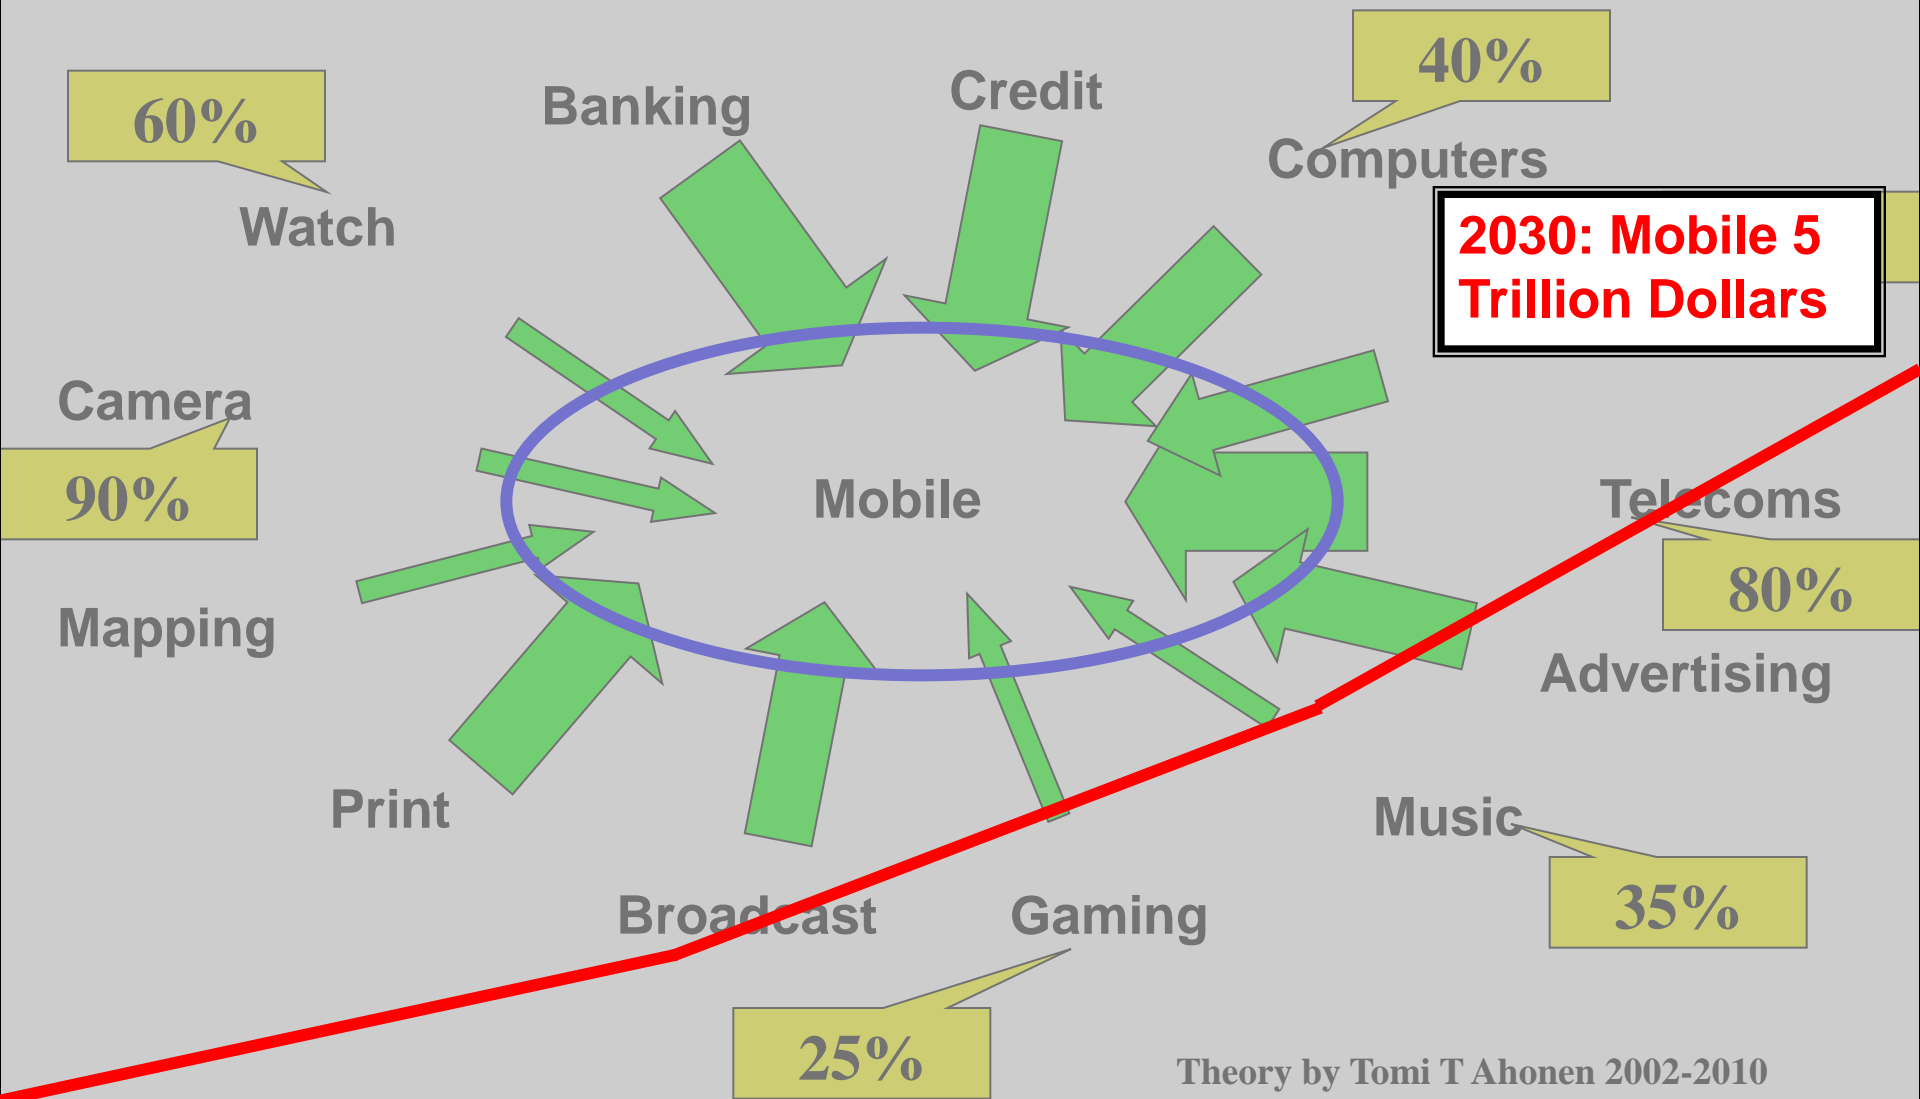 40%
60%
Credit
Banking
Computers
Watch
2030: Mobile 5
Trillion Dollars
Camera
90%
Mobile
Telecoms
80%
Mapping
Advertising
Print
Music
35%
Broadcast
Gaming
25%
Theory by Tomi T Ahonen 2002-2010